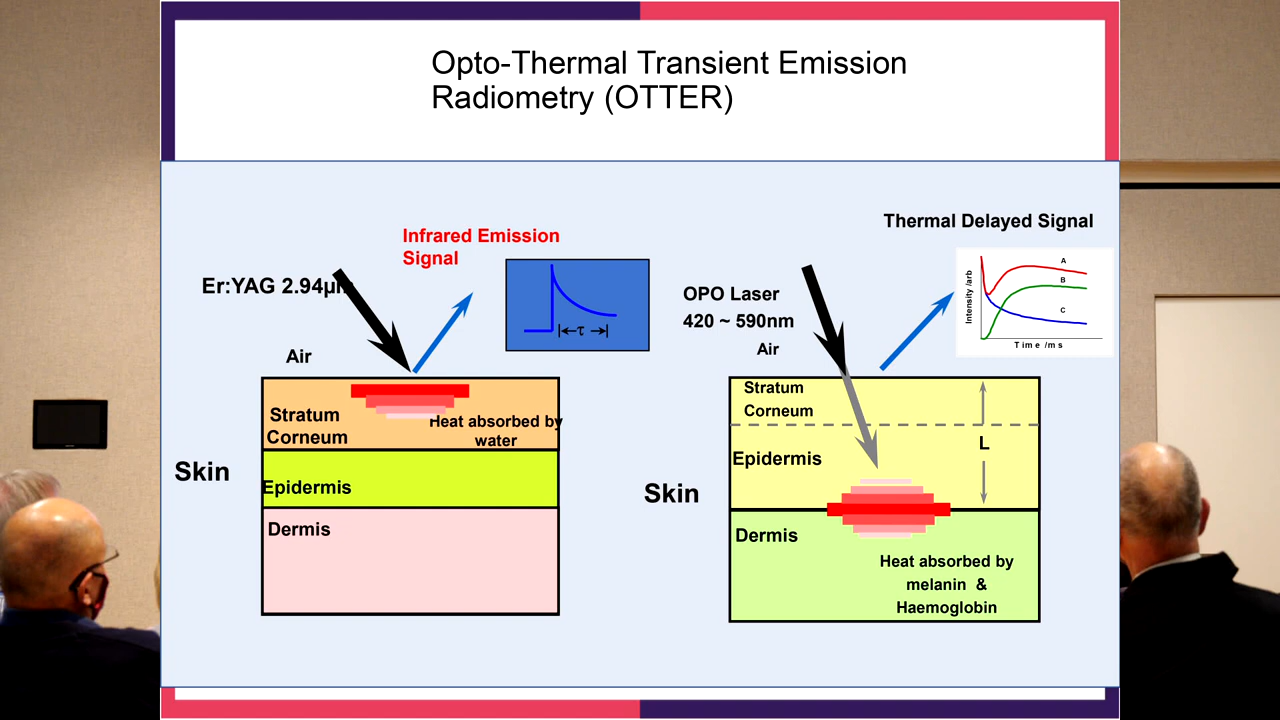 Opto-Thermal Transient Emission
Radiometry (OTTER)
Infrared Emission
Signal
Er:YAG 2.94µm
τ
Air
Stratum
Corneum
Heat absorbed by
water
Skin
Epidermis
Dermis
Thermal Delayed Signal
OPO Laser
420 ~ 590nm
Air
Intensity /arb
A
B
C
Time /ms
Stratum
Corneum
L
Epidermis
Skin
Dermis
Heat absorbed by
melanin &
Haemoglobin